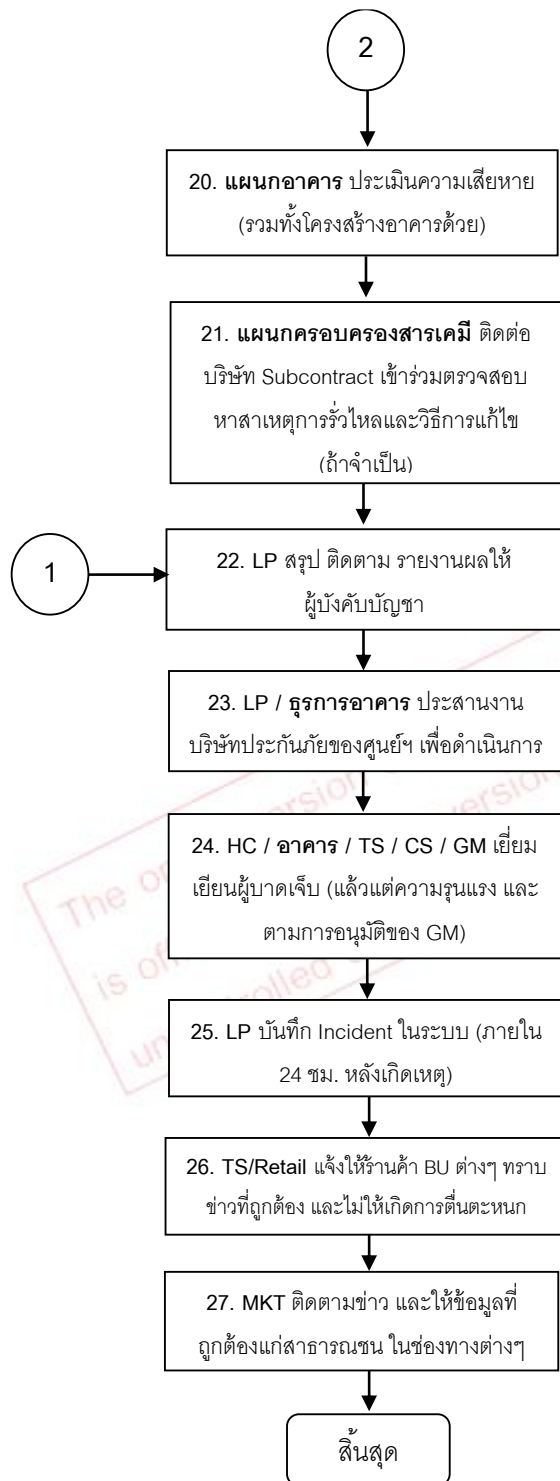 2
20. แผนกอาคาร ประเมินความเสียหาย
(รวมทั้งโครงสร้างอาคารด้วย)
21. แผนกครอบครองสารเคมี ติดต่อ
บริษัท Subcontract เข้าร่วมตรวจสอบ
หาสาเหตุการรั่วไหลและวิธีการแก้ไข
(ถ้าจำเป็น)
1
22. LP สรุป ติดตาม รายงานผลให้
ผู้บังคับบัญชา
23. LP / ธุรการอาคาร ประสานงาน
บริษัทประกันภัยของศูนย์ฯ เพื่อดำเนินการ
24. HC / อาคาร / TS / CS / GM เยี่ยม
เยียนผู้บาดเจ็บ (แล้วแต่ความรุนแรง และ
ตามการอนุมัติของ GM)
25. LP บันทึก Incident ในระบบ (ภายใน
24 ชม. หลังเกิดเหตุ)
26. TS/Retail แจ้งให้ร้านค้า BU ต่างๆ ทราบ
ข่าวที่ถูกต้อง และไม่ให้เกิดการตื่นตะหนก
27. MKT ติดตามข่าว และให้ข้อมูลที่
ถูกต้องแก่สาธารณชน ในช่องทางต่างๆ
สิ้นสุด
The
is